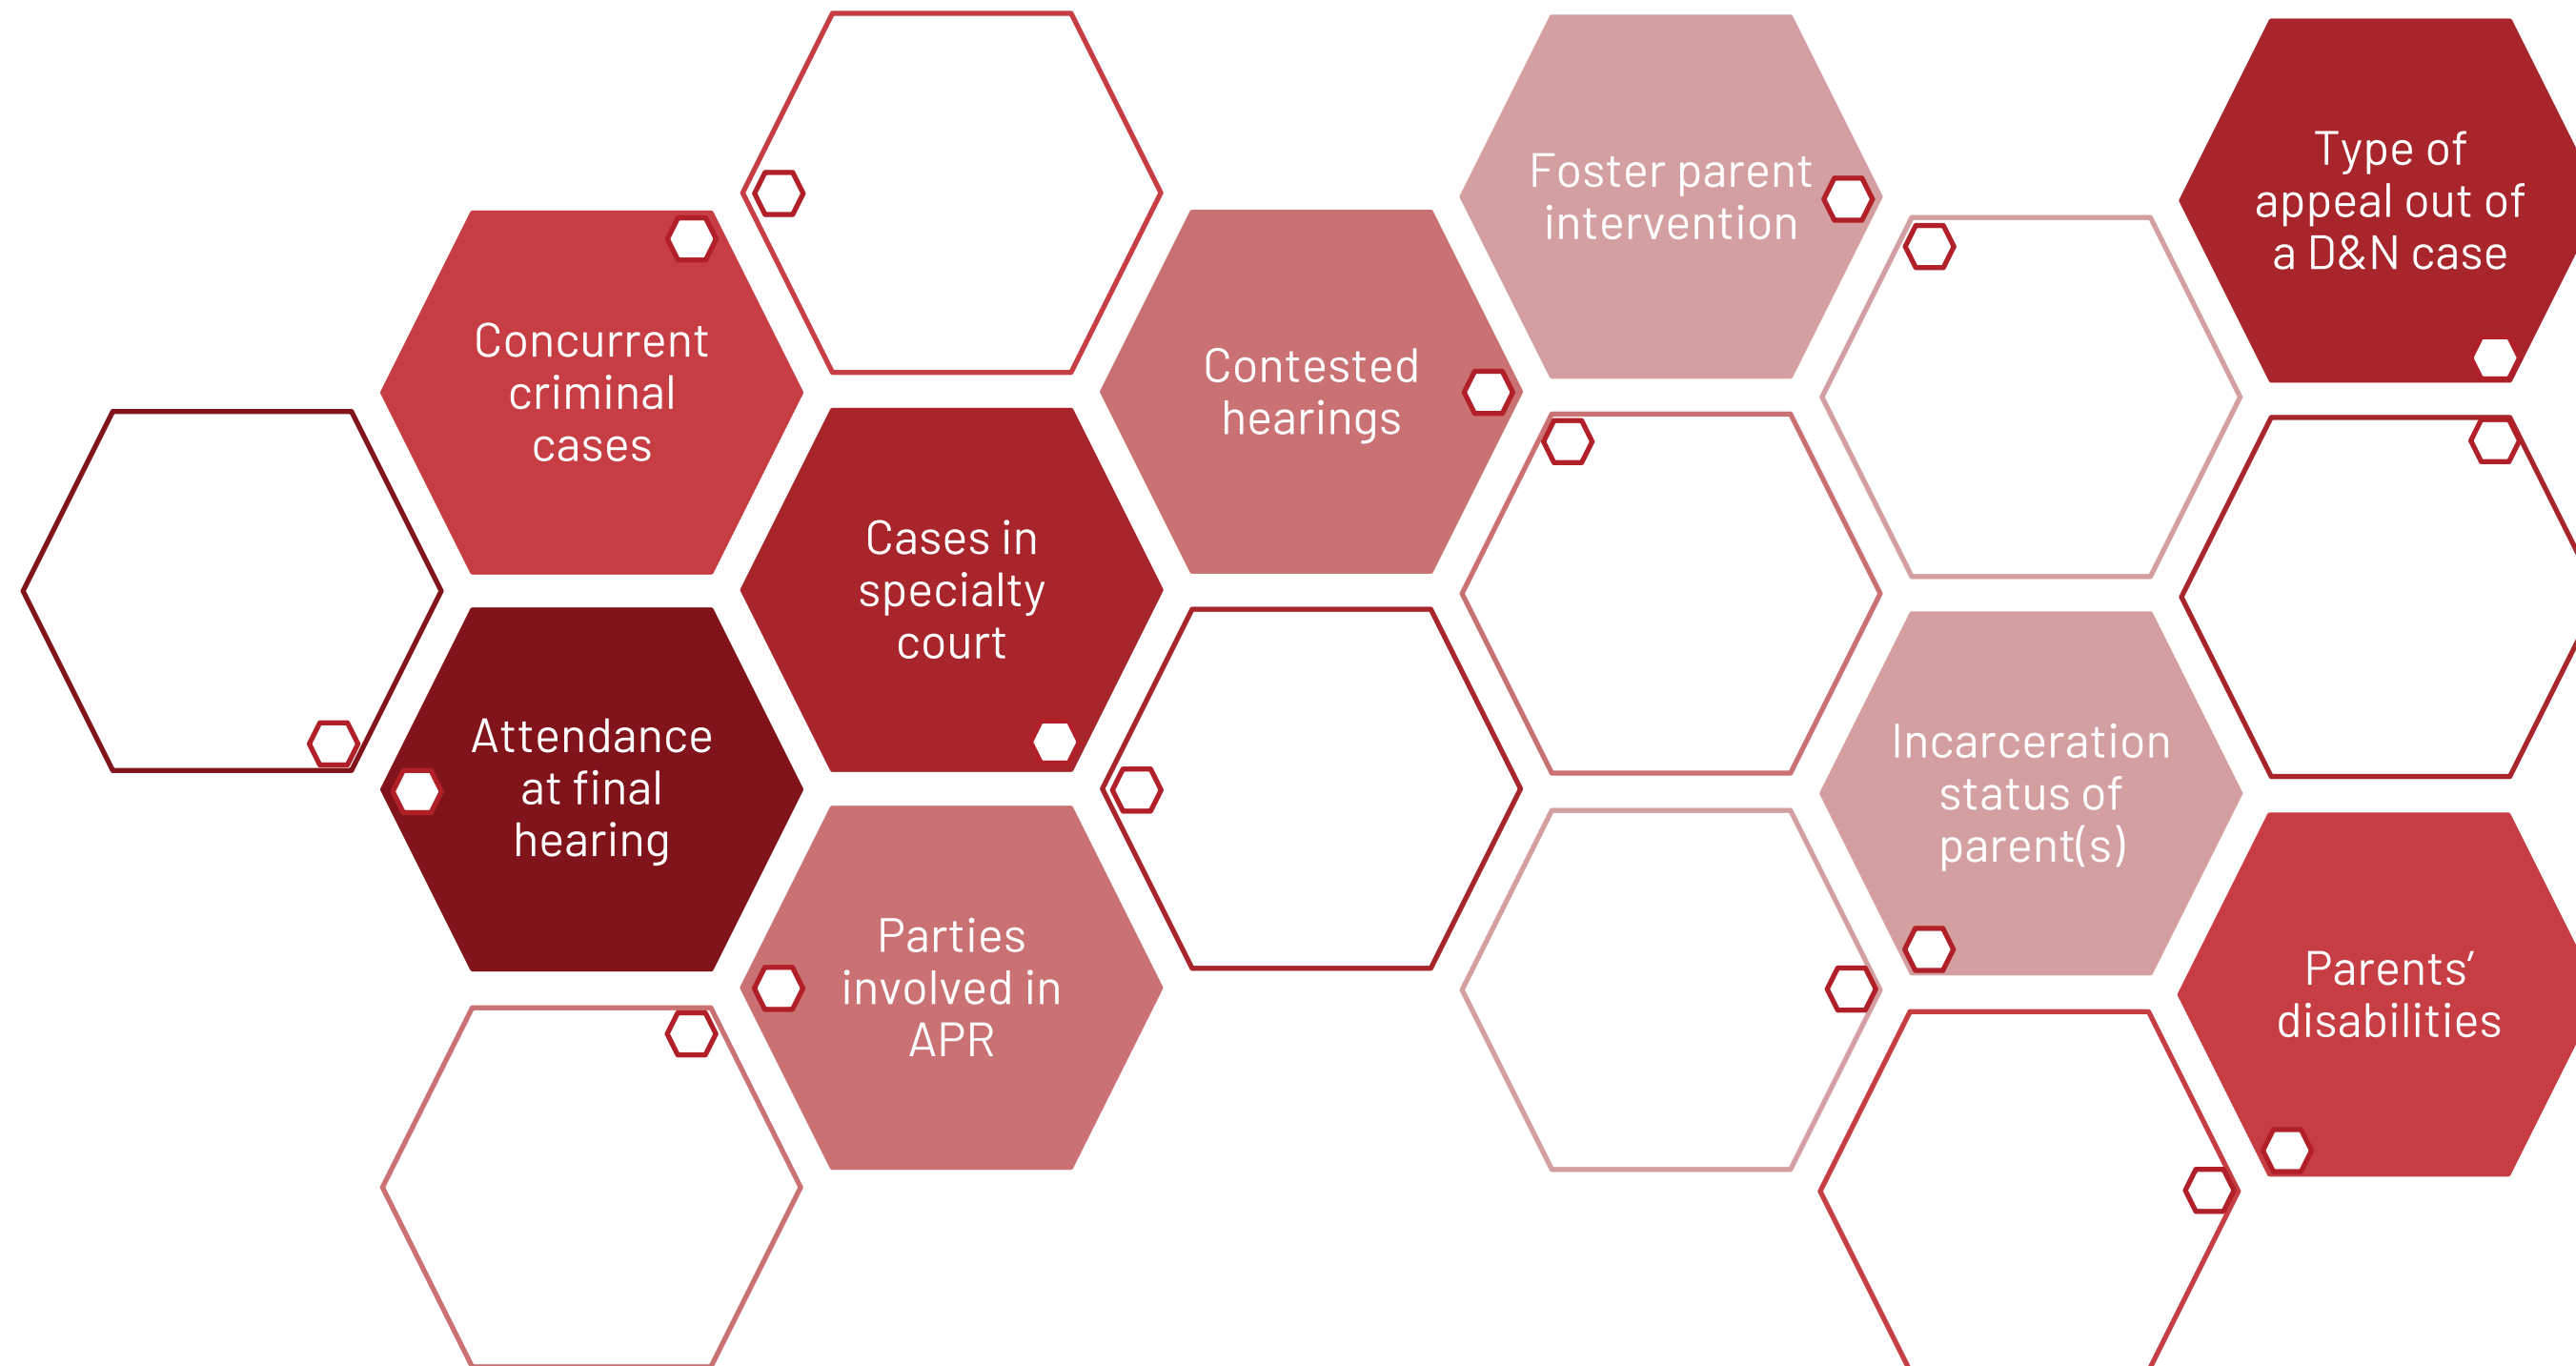 Concurrent
criminal
cases
Attendance
at final
hearing
Cases in
specialty
court
Parties
involved in
APR
Contested
hearings
Foster parent
intervention
Incarceration
status of
parent(s)
Type of
appeal out of
a D&N case
Parents’
disabilities